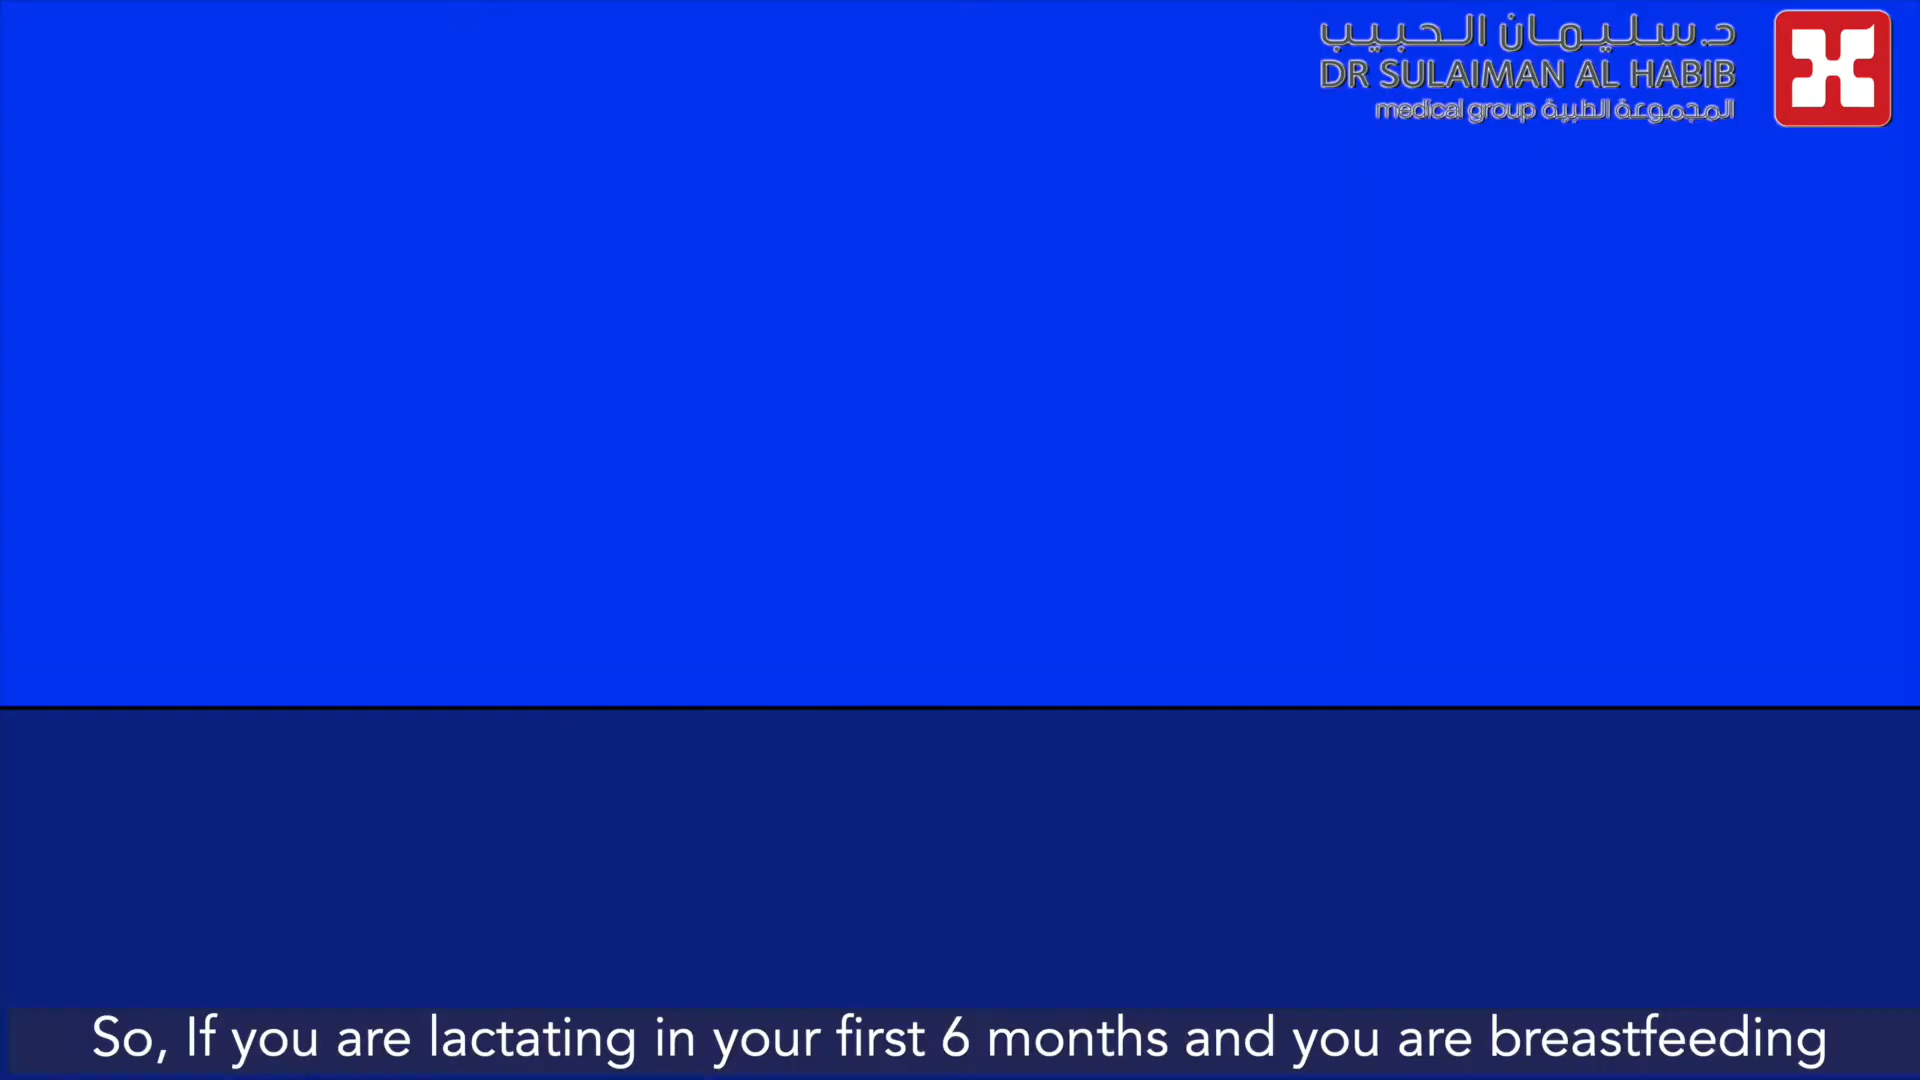 د.سليمان الحبيب
DR SULAIMAN AL HABIB
medical group المجموعة الطبية
So, If you are lactating in your first 6 months and you are breastfeeding